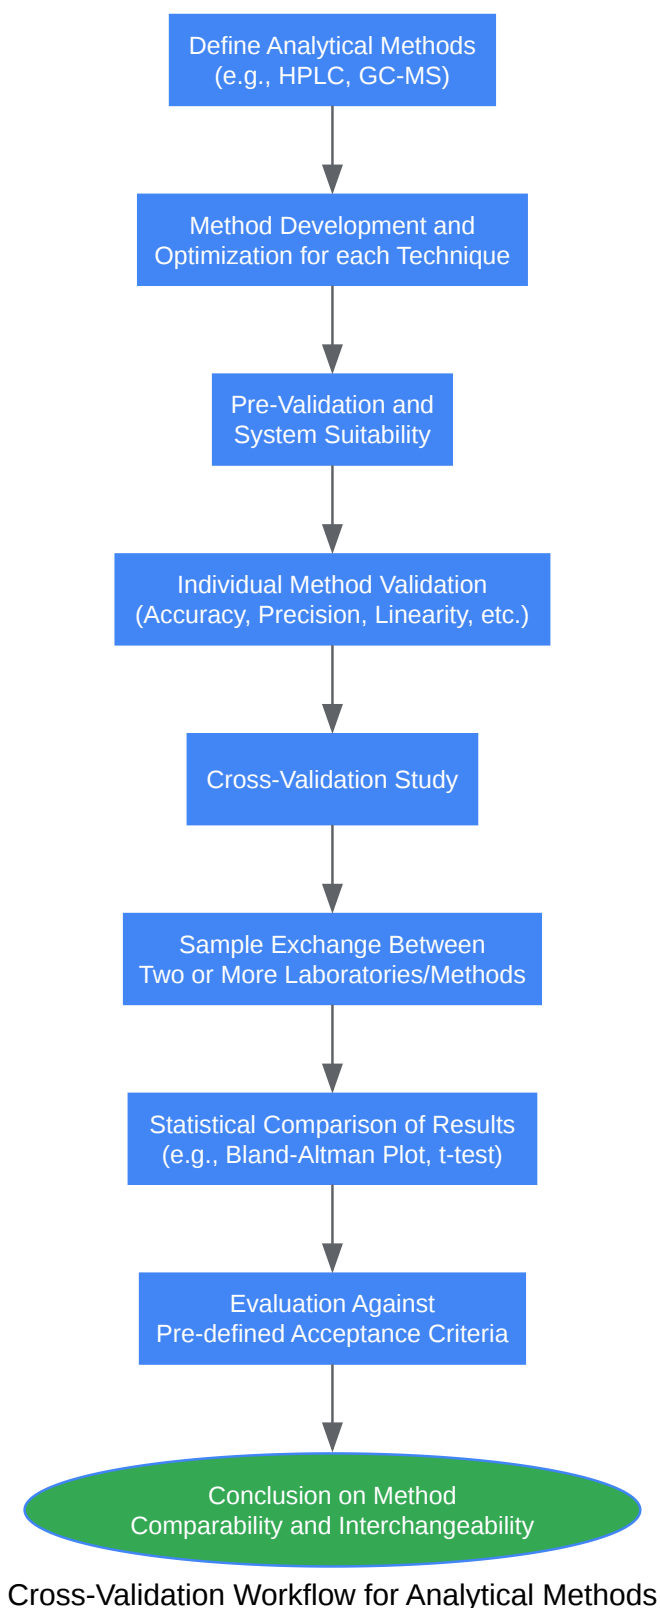 Define Analytical Methods
(e.g., HPLC, GC-MS)
Method Development and
Optimization for each Technique
Pre-Validation and
System Suitability
Individual Method Validation
(Accuracy, Precision, Linearity, etc.)
Cross-Validation Study
Sample Exchange Between
Two or More Laboratories/Methods
Statistical Comparison of Results
(e.g., Bland-Altman Plot, t-test)
Evaluation Against
Pre-defined Acceptance Criteria
Conclusion on Method
Comparability and Interchangeability
Cross-Validation Workflow for Analytical Methods